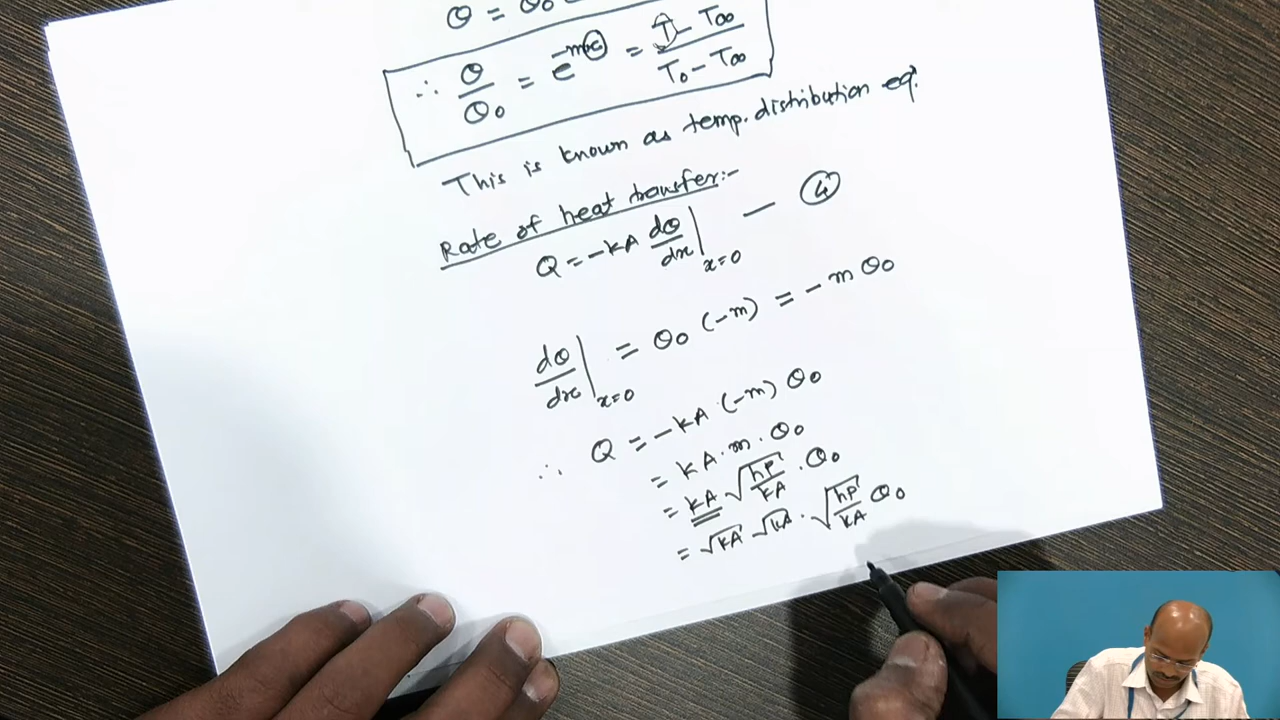 θ = θ₀
∴ θ/θ₀ = e^-mx = T - T∞ / T₀ - T∞
This is known as temp. distribution eq.
Rate of heat transfer:-
Q = -kA dθ/dx |x=0 — 4
dθ/dx |x=0 = θ₀ (-m) = - m θ₀
∴ Q = -kA (-m) θ₀
= kA · m · θ₀
= kA √(hP/kA) · θ₀
= √kA √kA · √(hP/kA) θ₀